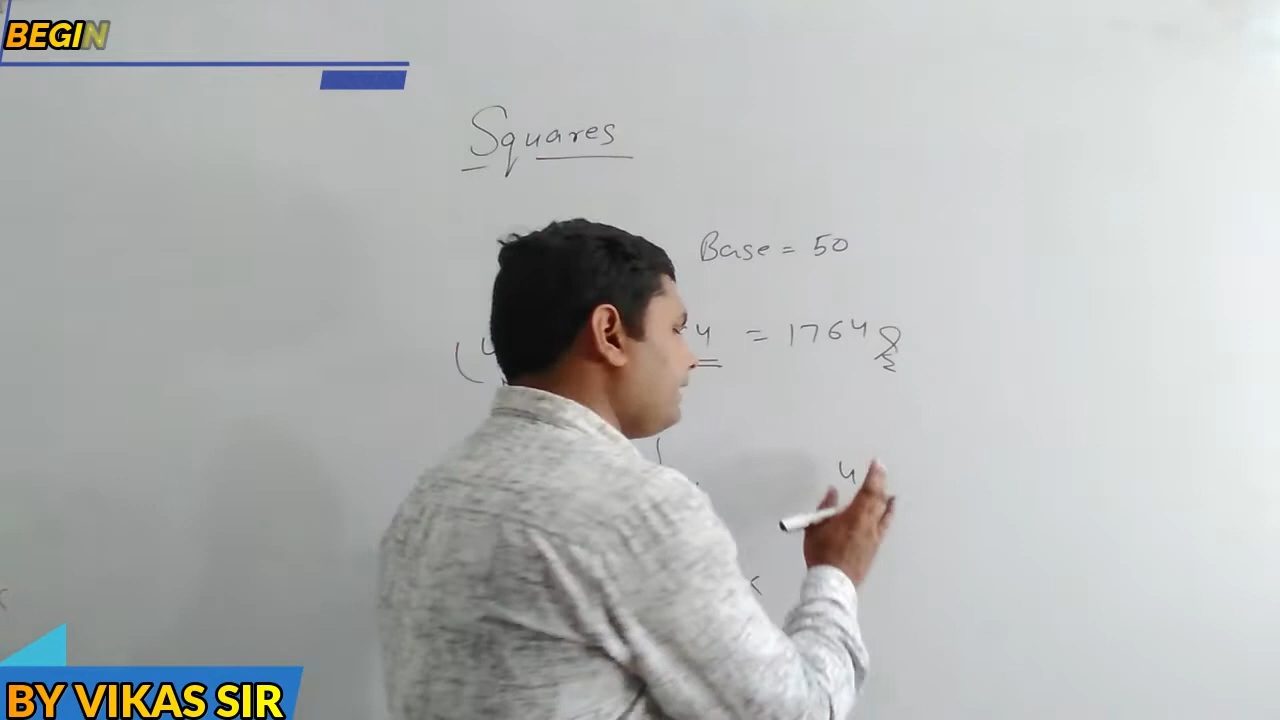 BEGIN
Squares
Base = 50
4 = 1764
4
BY VIKAS SIR